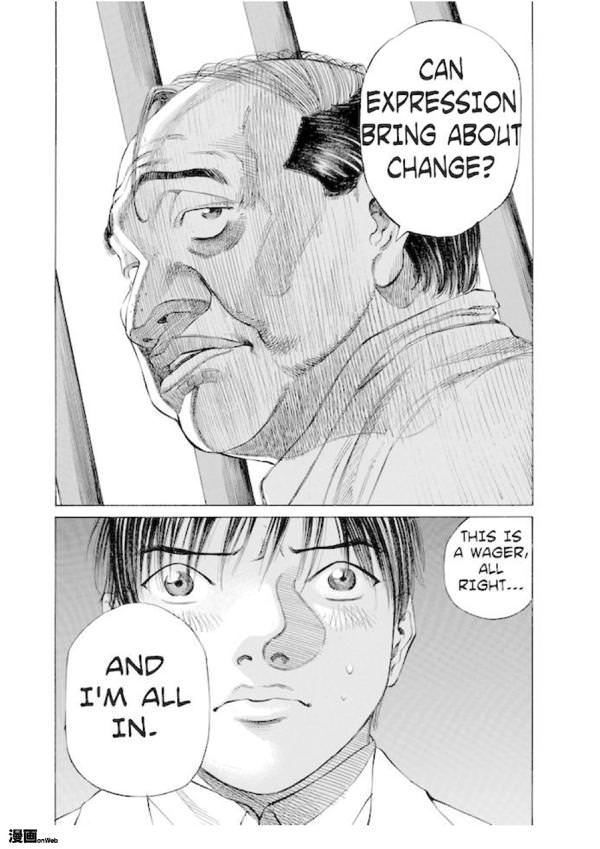 CAN
EXPRESSION
BRING ABOUT
CHANGE?
THIS IS
A WAGER,
ALL
RIGHT...
AND
I'M ALL
IN.
漫画onWeb